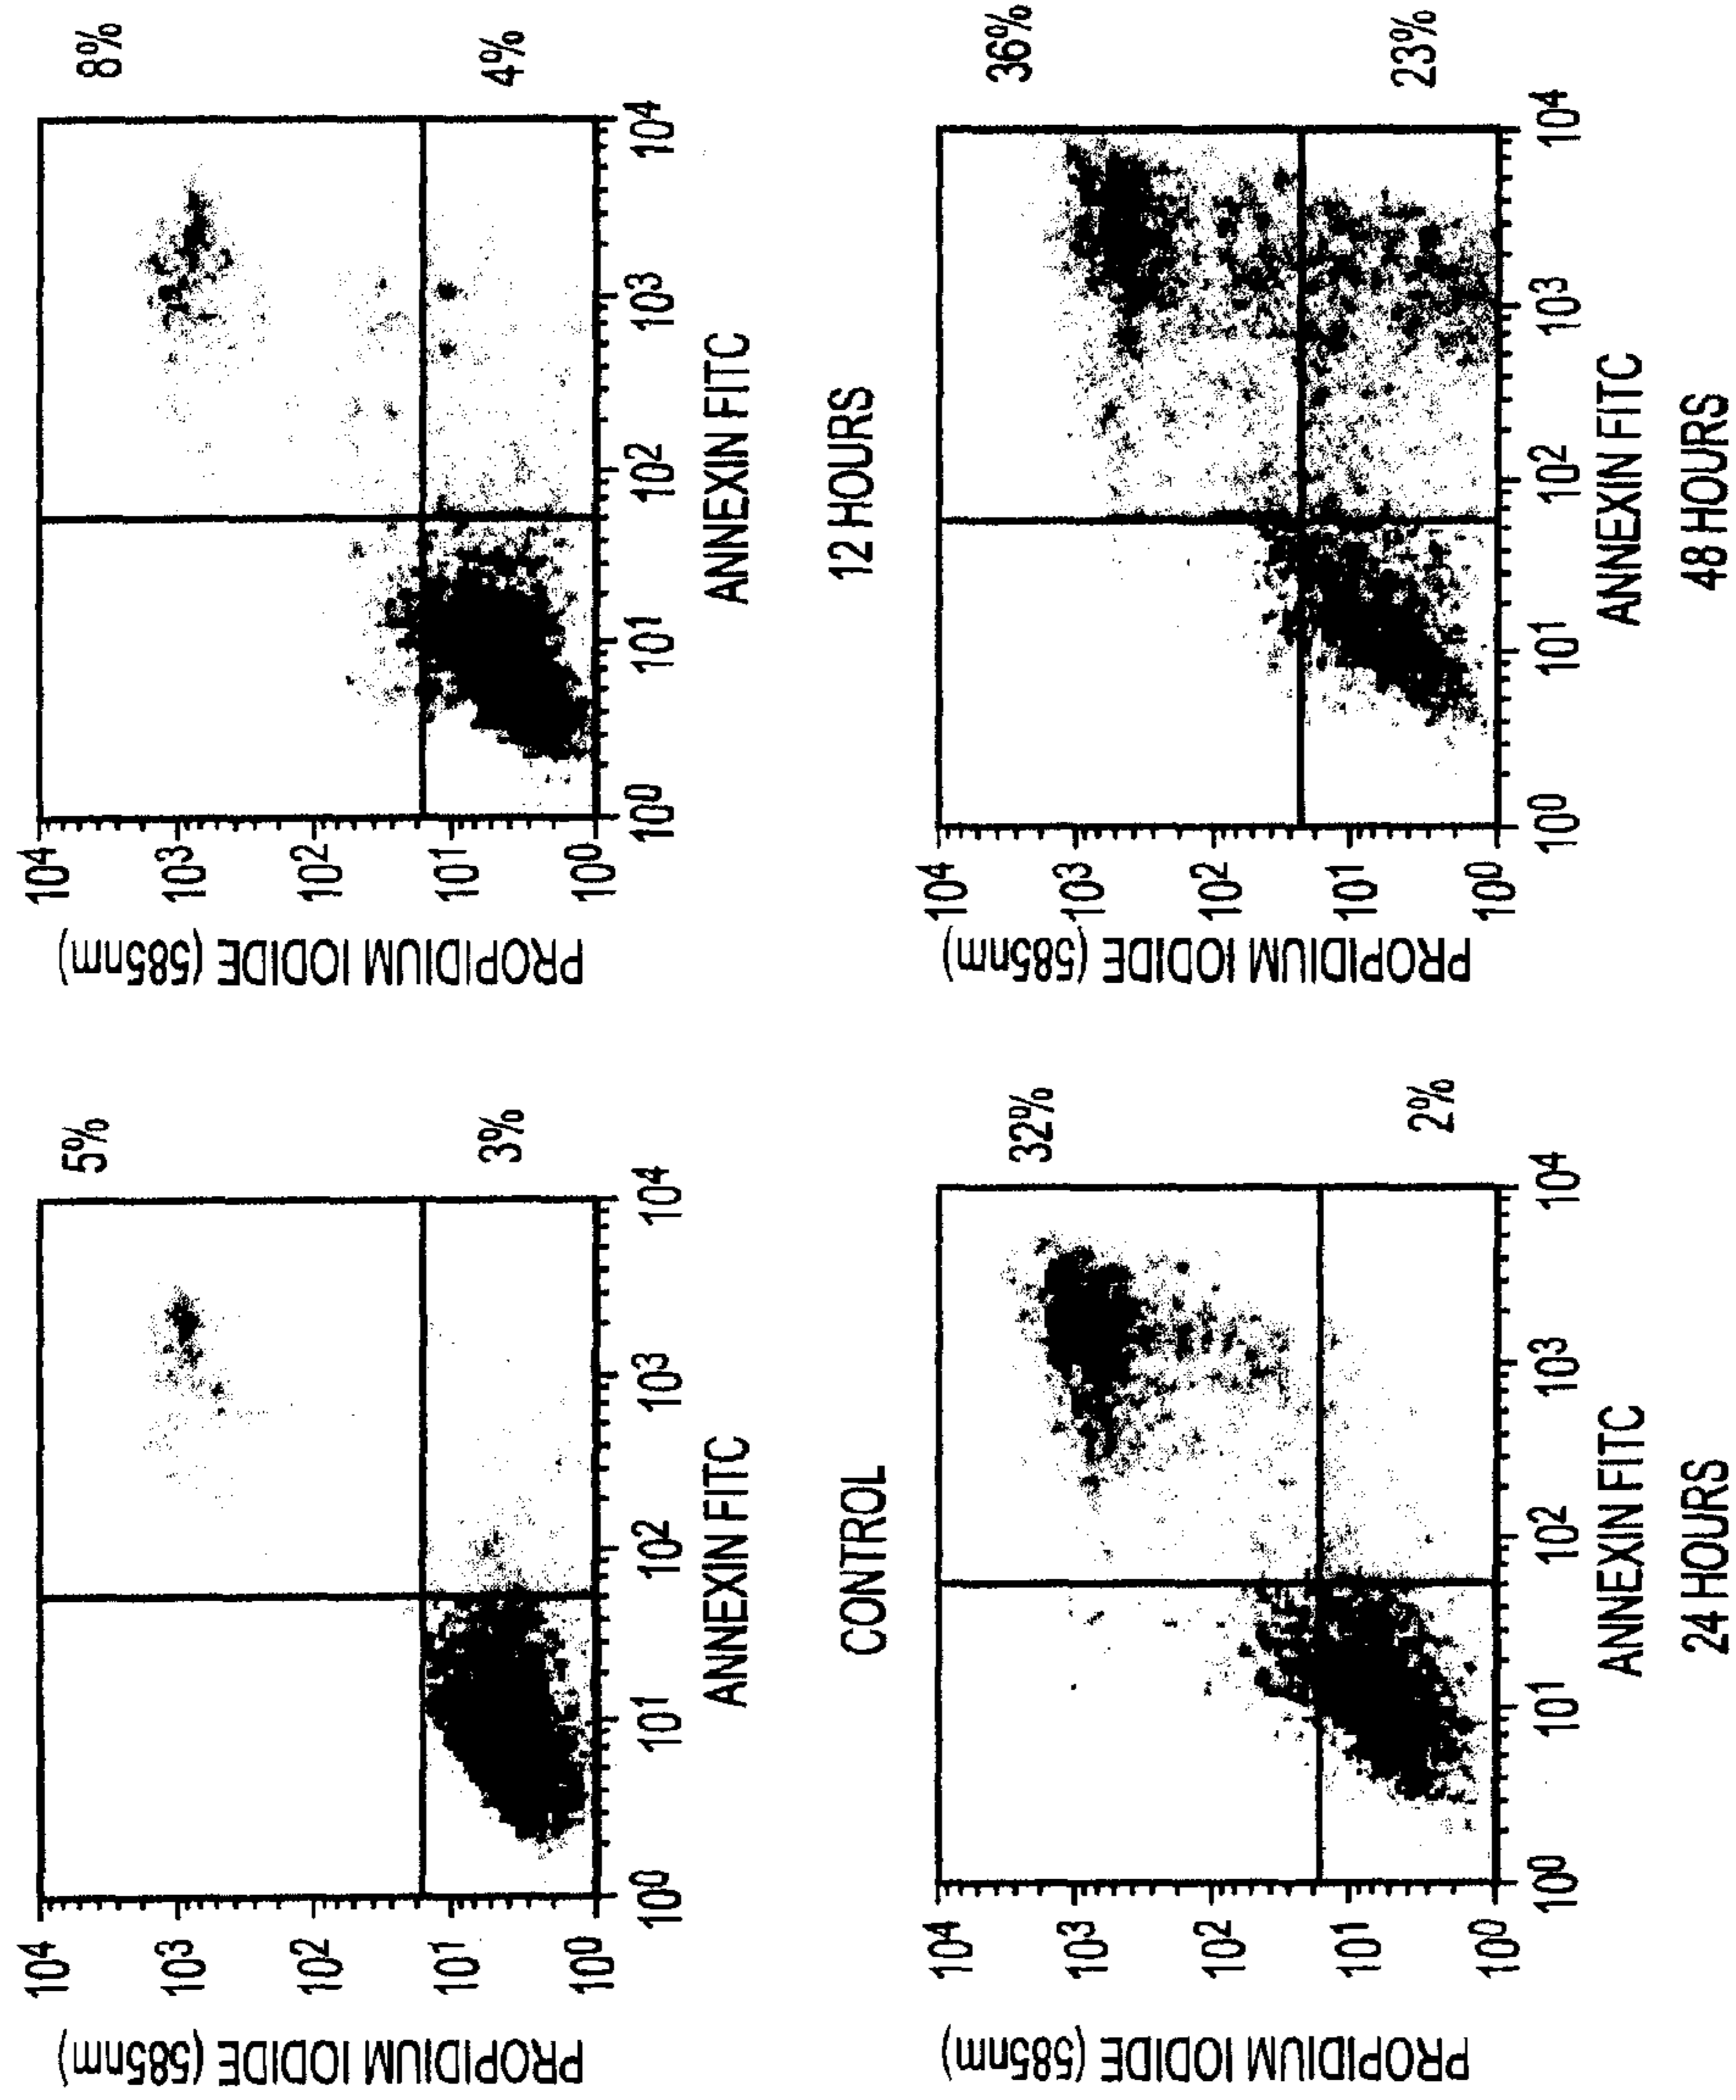 PROPIDIUM IODIDE (585nm)
10⁴
10³
10²
10¹
10⁰
5%
3%
10⁰ 10¹ 10² 10³ 10⁴
ANNEXIN FITC
CONTROL
PROPIDIUM IODIDE (585nm)
10⁴
10³
10²
10¹
10⁰
8%
4%
10⁰ 10¹ 10² 10³ 10⁴
ANNEXIN FITC
12 HOURS
PROPIDIUM IODIDE (585nm)
10⁴
10³
10²
10¹
10⁰
32%
2%
10⁰ 10¹ 10² 10³ 10⁴
ANNEXIN FITC
24 HOURS
PROPIDIUM IODIDE (585nm)
10⁴
10³
10²
10¹
10⁰
36%
23%
10⁰ 10¹ 10² 10³ 10⁴
ANNEXIN FITC
48 HOURS